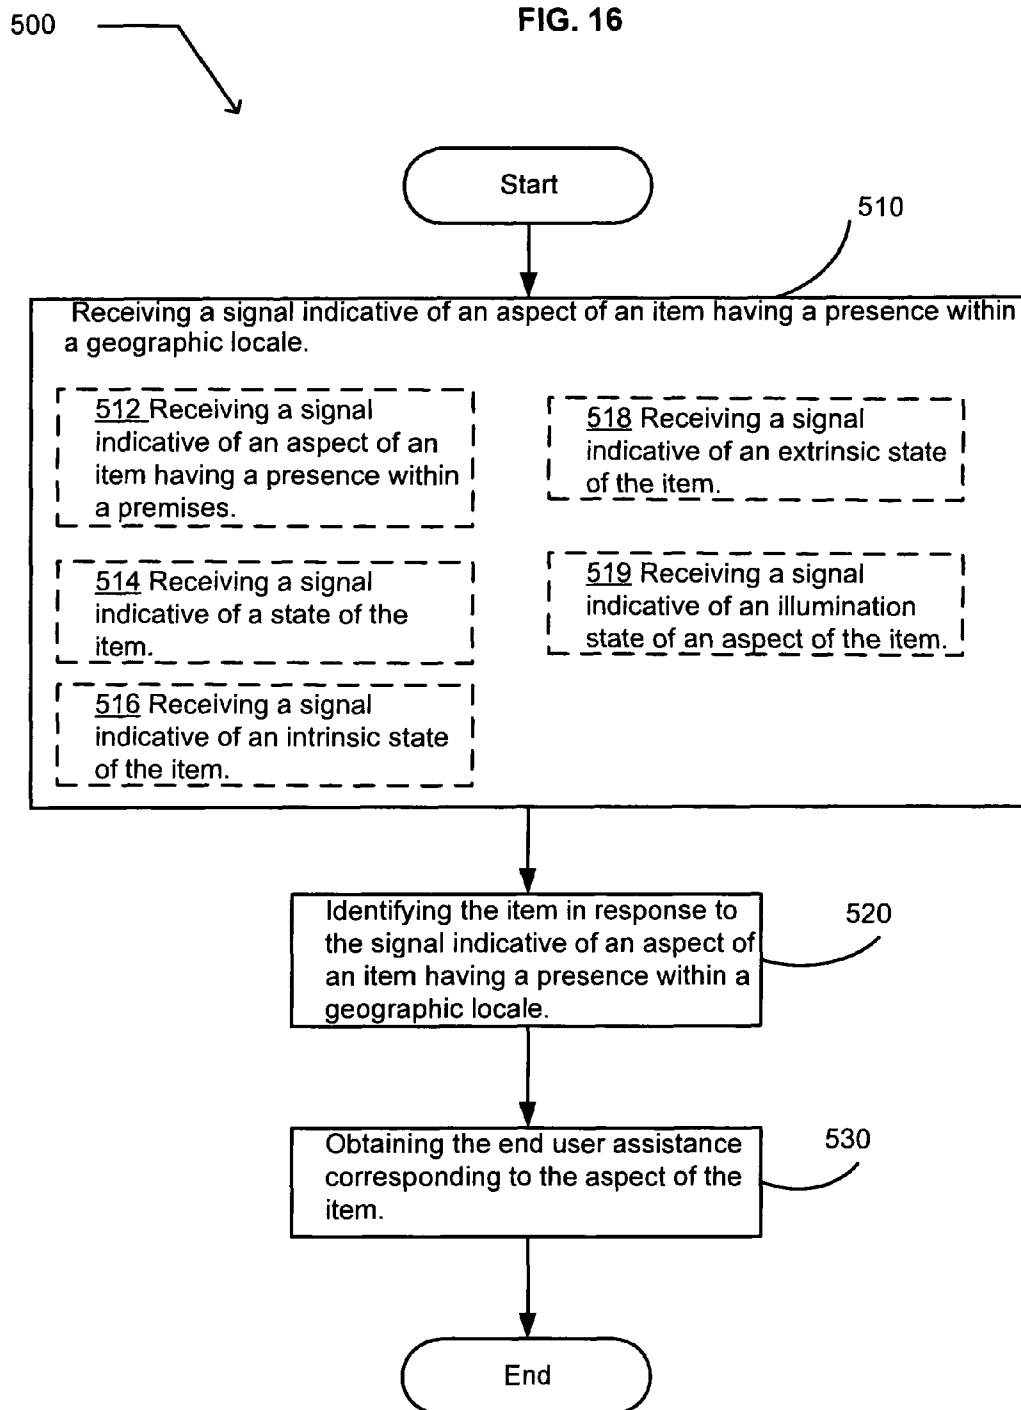 500
FIG. 16
Start
510
Receiving a signal indicative of an aspect of an item having a presence within
a geographic locale.
512 Receiving a signal
indicative of an aspect of an
item having a presence within
a premises.
514 Receiving a signal
indicative of a state of the
item.
516 Receiving a signal
indicative of an intrinsic state
of the item.
518 Receiving a signal
indicative of an extrinsic state
of the item.
519 Receiving a signal
indicative of an illumination
state of an aspect of the item.
Identifying the item in response to
the signal indicative of an aspect of
an item having a presence within a
geographic locale.
520
Obtaining the end user assistance
corresponding to the aspect of the
item.
530
End